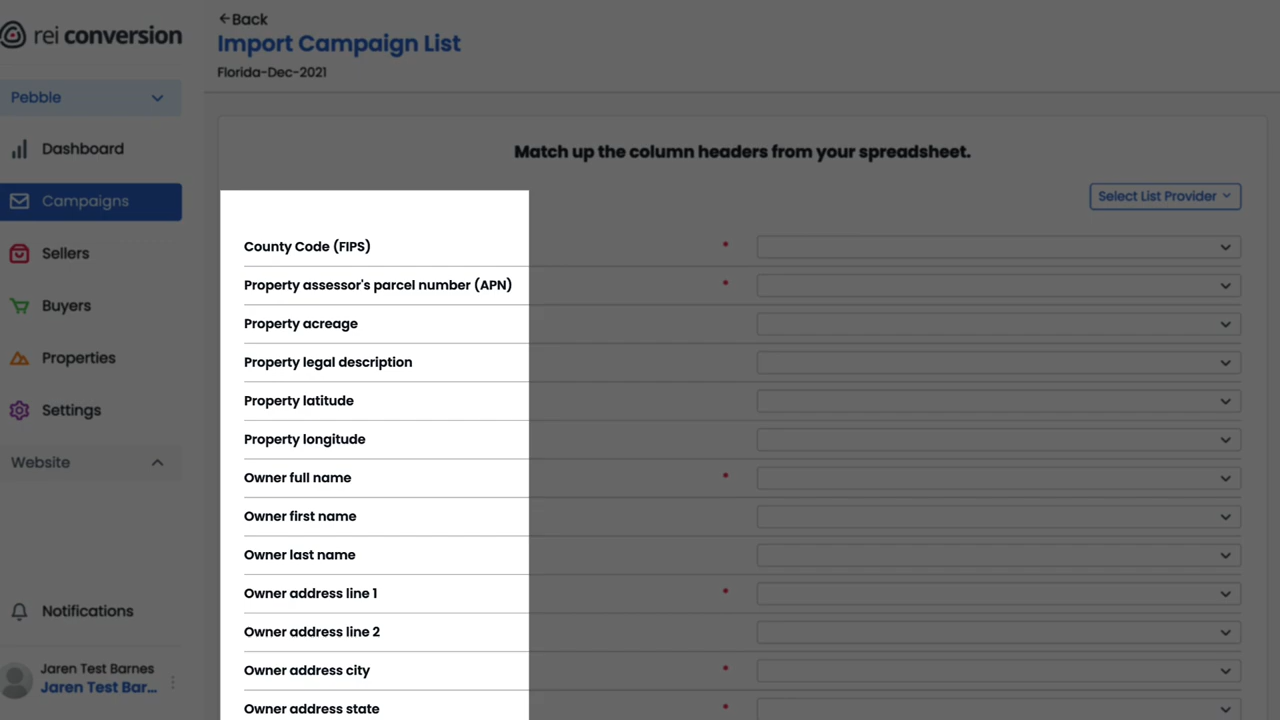 rei conversion
Pebble
Dashboard
Campaigns
Sellers
Buyers
Properties
Settings
Website
Notifications
Jaren Test Barnes
Jaren Test Bar...
Back
Import Campaign List
Florida-Dec-2021
Match up the column headers from your spreadsheet.
Select List Provider
County Code (FIPS) *
Property assessor's parcel number (APN) *
Property acreage
Property legal description
Property latitude
Property longitude
Owner full name *
Owner first name
Owner last name
Owner address line 1 *
Owner address line 2
Owner address city *
Owner address state *